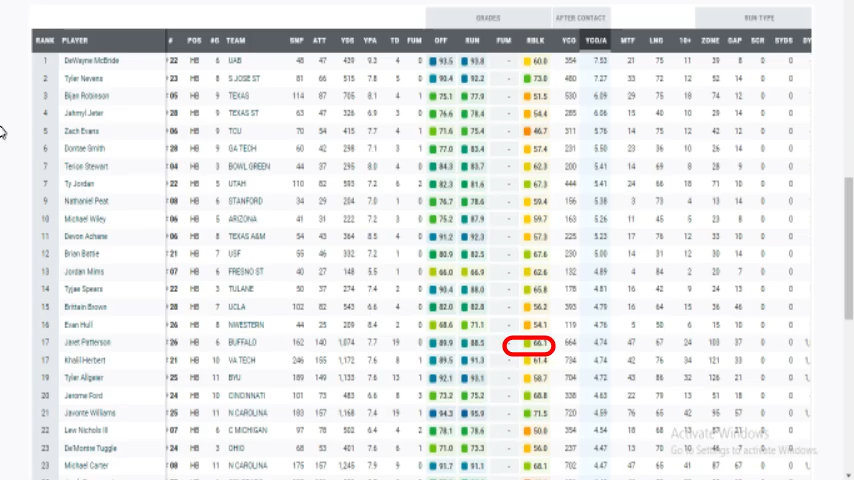 GRADES AFTER CONTACT RUN TYPE
RANK PLAYER # POS #G TEAM SNP ATT YDS YPA TD FUM OFF RUN FUM RBLK YCO YCO/A MTF LNG 10+ ZONE GAP SCR SYDS
1 DeWayne McBride 22 HB 6 UAB 48 47 439 9.3 4 0 93.5 93.8 - 60.0 354 7.53 21 75 11 39 8 0 0
2 Tyler Nevens 23 HB 8 S JOSE ST 81 66 515 7.8 5 0 90.4 92.2 - 73.0 480 7.27 33 72 12 52 14 0 0
3 Bijan Robinson 05 HB 9 TEXAS 114 87 705 8.1 4 1 75.1 77.9 - 51.5 530 6.09 29 75 18 74 12 0 0
4 Jahmyl Jeter 28 HB 9 TEXAS ST 63 47 326 6.9 3 0 76.6 78.4 - 54.4 285 6.06 15 40 10 29 14 0 0
5 Zach Evans 06 HB 9 TCU 70 54 415 7.7 4 1 71.6 75.4 - 46.7 311 5.76 14 75 12 42 12 0 0
6 Dontae Smith 28 HB 9 GA TECH 60 42 298 7.1 3 1 77.0 83.4 - 57.4 231 5.50 23 36 10 26 14 0 0
7 Terion Stewart 04 HB 3 BOWL GREEN 44 37 295 8.0 4 0 84.3 83.7 - 62.3 200 5.41 14 69 8 28 9 0 0
7 Ty Jordan 22 HB 5 UTAH 110 82 593 7.2 6 2 82.3 81.6 - 67.3 444 5.41 24 66 18 71 10 0 0
9 Nathaniel Peat 08 HB 6 STANFORD 34 29 204 7.0 1 0 76.7 78.6 - 59.4 156 5.38 3 73 4 13 14 0 0
10 Michael Wiley 06 HB 5 ARIZONA 41 31 222 7.2 3 0 75.2 87.9 - 59.7 163 5.26 11 45 5 23 8 0 0
11 Devon Achane 06 HB 8 TEXAS A&M 54 43 364 8.5 4 0 91.2 92.3 - 57.3 225 5.23 17 76 12 33 10 0 0
12 Brian Battie 21 HB 7 USF 55 46 332 7.2 1 0 80.9 82.5 - 67.6 230 5.00 14 31 12 30 14 0 0
13 Jordan Mims 07 HB 6 FRESNO ST 40 27 148 5.5 1 0 66.0 66.9 - 62.6 132 4.89 4 84 2 20 7 0 0
14 Tyjae Spears 22 HB 3 TULANE 50 37 274 7.4 2 0 90.4 88.0 - 65.8 178 4.81 16 42 9 24 13 0 0
15 Brittain Brown 28 HB 7 UCLA 102 82 543 6.6 4 0 82.0 82.8 - 56.2 393 4.79 16 64 15 36 46 0 0
16 Evan Hull 26 HB 8 NWESTERN 44 25 209 8.4 2 0 68.6 71.1 - 54.1 119 4.76 5 50 6 15 10 0 0
17 Jaret Patterson 26 HB 6 BUFFALO 162 140 1,074 7.7 19 0 89.9 88.5 - 66.1 664 4.74 47 67 24 103 37 0 0 1,
17 Khalil Herbert 21 HB 10 VA TECH 246 155 1,172 7.6 8 1 89.5 91.3 - 61.4 734 4.74 42 76 34 121 33 0 0 1,
19 Tyler Allgeier 25 HB 11 BYU 189 149 1,133 7.6 13 1 92.1 93.1 - 58.7 704 4.72 43 86 32 126 21 0 0 1,
20 Jerome Ford 24 HB 10 CINCINNATI 101 73 483 6.6 8 3 73.2 75.2 - 68.8 338 4.63 22 79 13 51 18 0 0
21 Javonte Williams 25 HB 11 N CAROLINA 183 157 1,168 7.4 19 1 94.3 95.9 - 71.5 720 4.59 76 65 42 95 57 0 0 1,
22 Lew Nichols III 07 HB 6 C MICHIGAN 97 78 502 6.4 4 2 78.1 78.6 - 50.0 354 4.54 18 68 13 57 21 0 0
23 De'Montre Tuggle 24 HB 3 OHIO 68 53 401 7.6 6 1 71.0 73.3 - 56.0 237 4.47 13 70 0 0
23 Michael Carter 08 HB 11 N CAROLINA 175 157 1,245 7.9 9 0 91.7 91.1 - 68.1 702 4.47 47 65 41 87 67 0 0 1,
Activate Windows
Go to Settings to activate Windows.